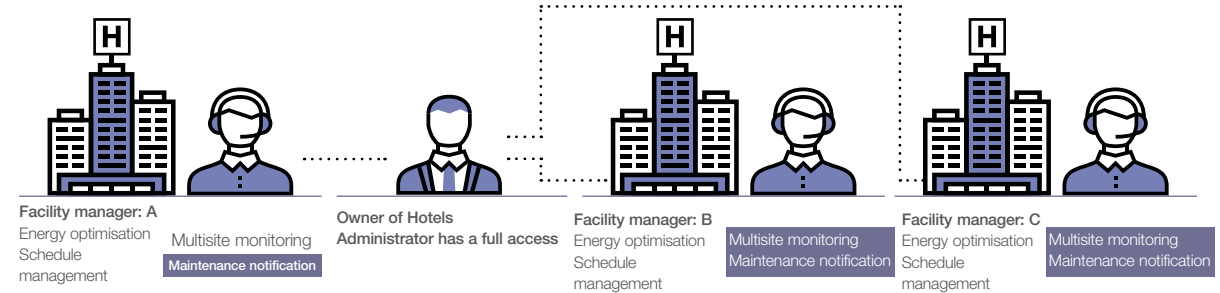 H
H
H
Facility manager: A
Energy optimisation
Schedule
management
Multisite monitoring
Maintenance notification
Owner of Hotels
Administrator has a full access
Facility manager: B
Energy optimisation
Schedule
management
Multisite monitoring
Maintenance notification
Facility manager: C
Energy optimisation
Schedule
management
Multisite monitoring
Maintenance notification